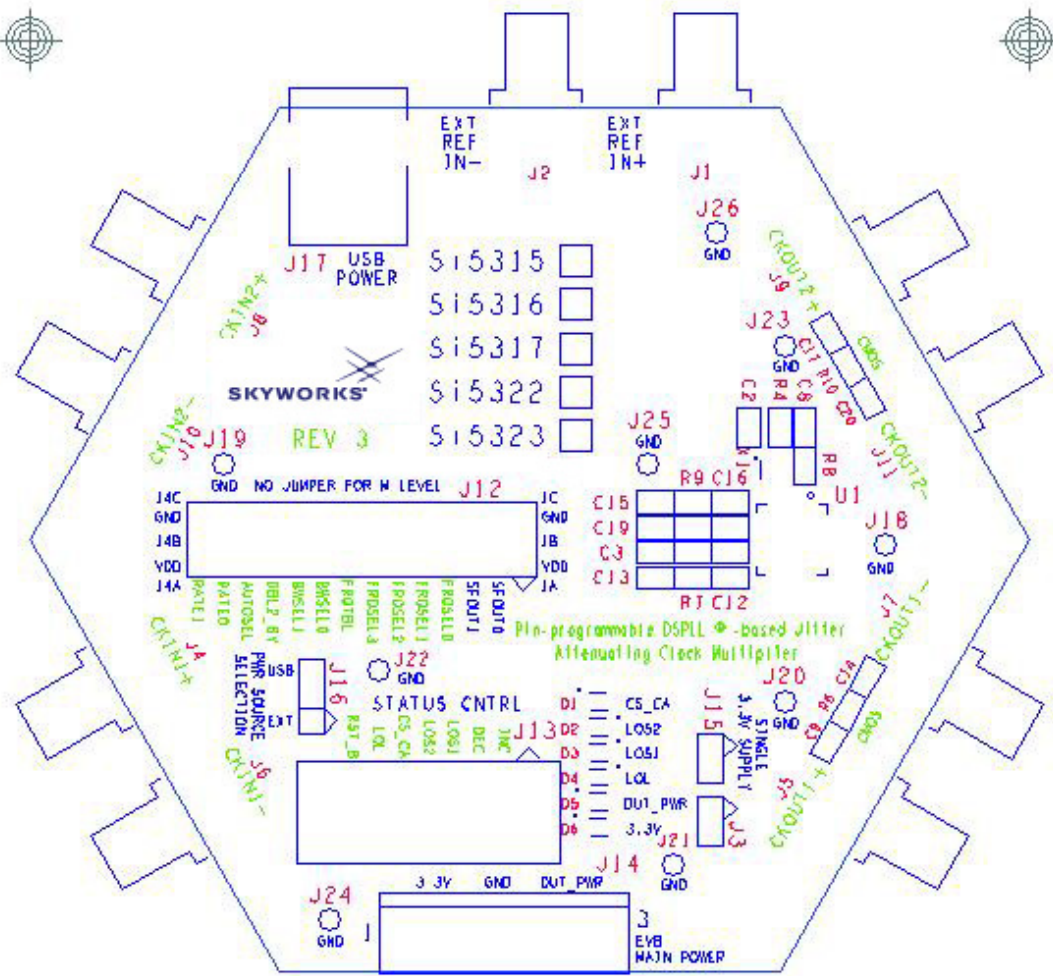 EXT
REF
IN-
EXT
REF
IN+
J2
J1
J26
GND
J17
USB
POWER
Si5315
Si5316
Si5317
Si5322
Si5323
CKIN2+
J8
CKOUT2+
J9
J23
GND
C17 R10 C20
CMOS
SKYWORKS
REV 3
C2
R4
C6
R8
CKIN2-
J10
J19
GND
J25
GND
CKOUT2-
J11
NO JUMPER FOR M LEVEL
J12
R9 C16
U1
J18
GND
J4C
GND
J4B
VDD
J4A
JC
GND
JB
VDD
JA
C15
C19
C3
C13
R7 C12
RATE1
RATE0
AUTOSEL
DBL2_BY
BWSEL1
BWSEL0
FRQTBL
FRQSEL3
FRQSEL2
FRQSEL1
FRQSEL0
SFOUT1
SFOUT0
Pin-programmable DSPLL ® -based Jitter
Attenuating Clock Multiplier
CKIN1+
J4
CKOUT1-
J7
PWR SOURCE
SELECTION
USB
EXT
J16
J22
GND
STATUS CNTRL
J13
RST_B
LOL
CS_CA
LOS2
LOS1
DEC
INC
D1 CS_CA
D2 LOS2
D3 LOS1
D4 LOL
D5 DUT_PWR
D6 3.3V
J15
SINGLE
3.3V SUPPLY
J3
J20
GND
CMOS
CKOUT1+
J5
CKIN1-
J6
J21
GND
J14
J24
GND
3.3V GND DUT_PWR
1
3
EVB
MAIN POWER